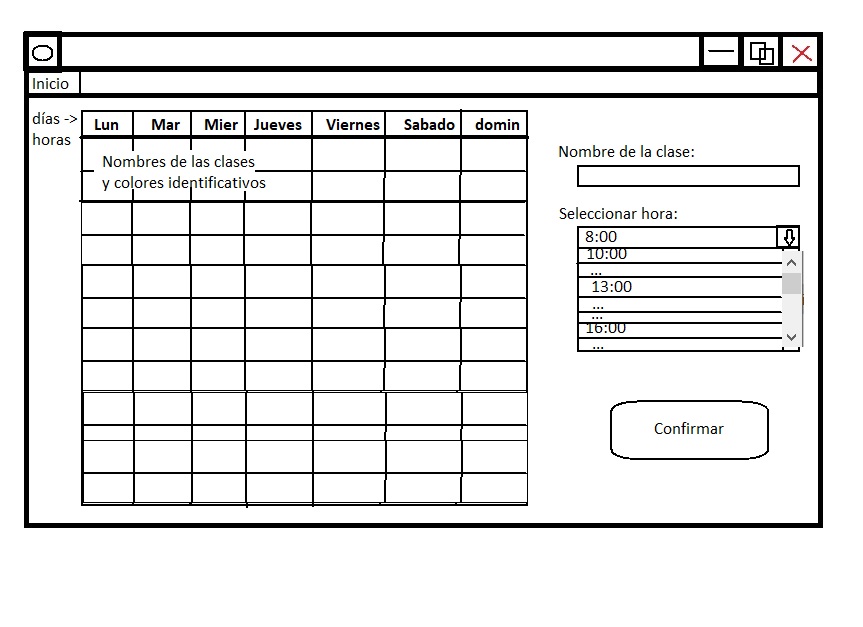 Inicio
días ->
horas
Lun Mar Mier Jueves Viernes Sabado domin
Nombres de las clases
y colores identificativos
Nombre de la clase:
Seleccionar hora:
8:00
10:00
...
13:00
...
...
16:00
...
Confirmar